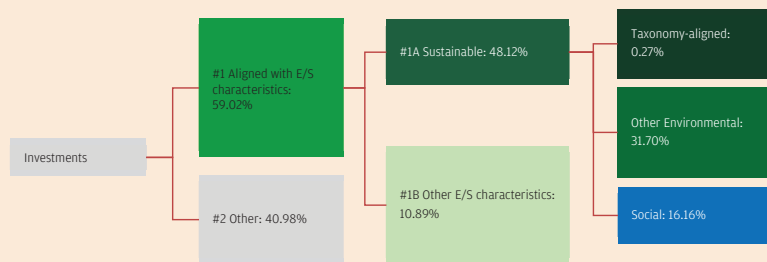 Investments
#1 Aligned with E/S
characteristics:
59.02%
#2 Other: 40.98%
#1A Sustainable: 48.12%
#1B Other E/S characteristics:
10.89%
Taxonomy-aligned:
0.27%
Other Environmental:
31.70%
Social: 16.16%